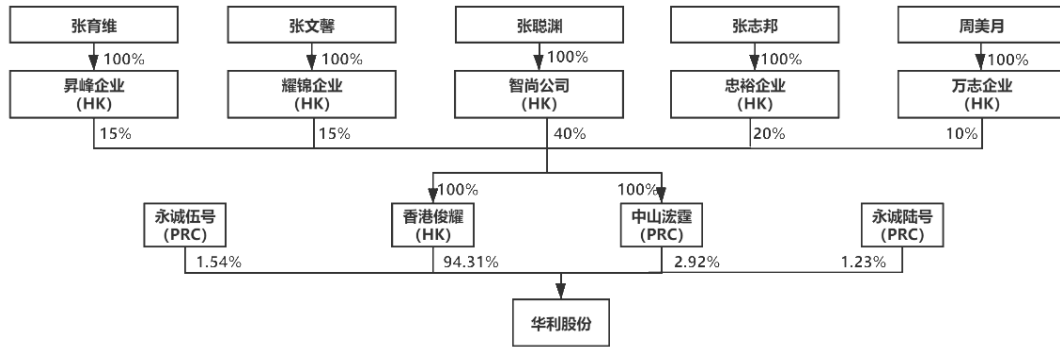 张育维
张文馨
张聪渊
张志邦
周美月
100%
100%
100%
100%
100%
昇峰企业
(HK)
耀锦企业
(HK)
智尚公司
(HK)
忠裕企业
(HK)
万志企业
(HK)
15%
15%
40%
20%
10%
100%
100%
永诚伍号
(PRC)
香港俊耀
(HK)
中山浤霆
(PRC)
永诚陆号
(PRC)
1.54%
94.31%
2.92%
1.23%
华利股份